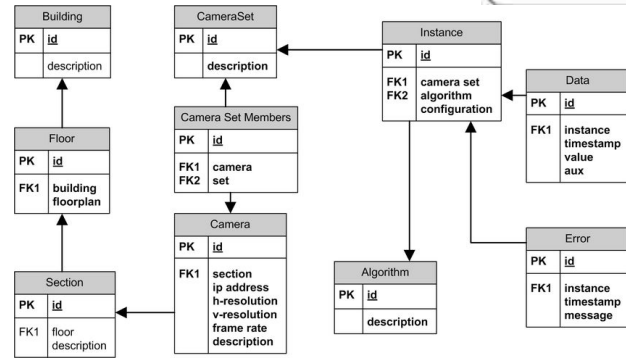 Building
PK id
description
CameraSet
PK id
description
Instance
PK id
FK1 camera set
FK2 algorithm
configuration
Data
PK id
FK1 instance
timestamp
value
aux
Floor
PK id
FK1 building
floorplan
Camera Set Members
PK id
FK1 camera
FK2 set
Camera
PK id
FK1 section
ip address
h-resolution
v-resolution
frame rate
description
Section
PK id
FK1 floor
description
Algorithm
PK id
description
Error
PK id
FK1 instance
timestamp
message